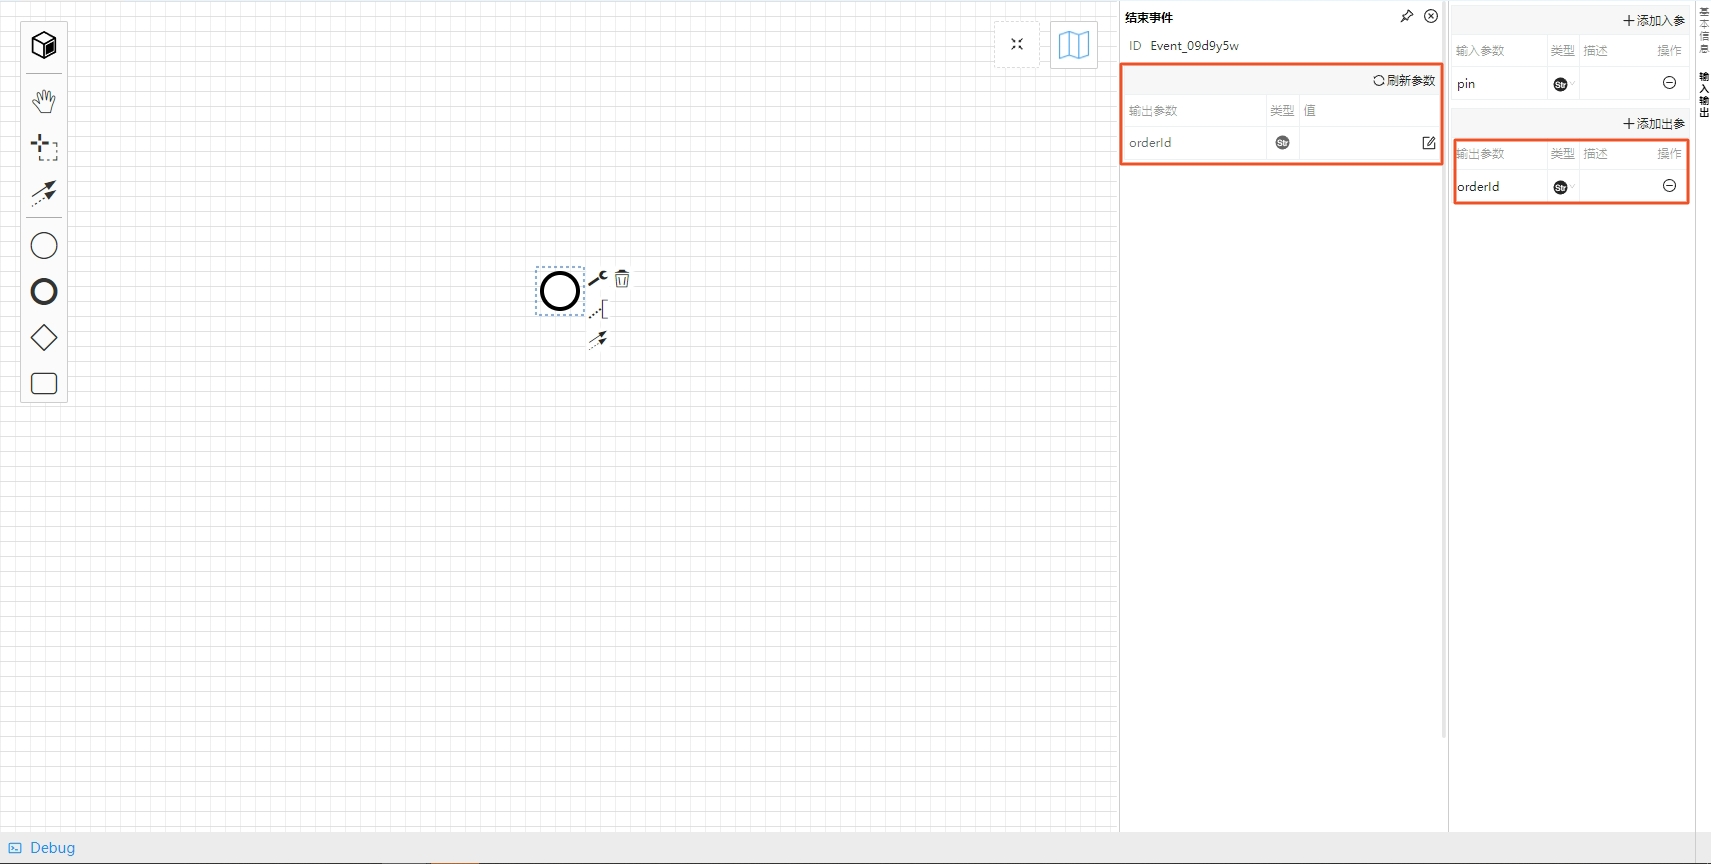 结束事件
ID Event_09d9y5w
刷新参数
输出参数 类型 值
orderId Str
添加入参
输入参数 类型 描述 操作
pin Str
添加出参
输出参数 类型 描述 操作
orderId Str
基本信息
输入输出
Debug